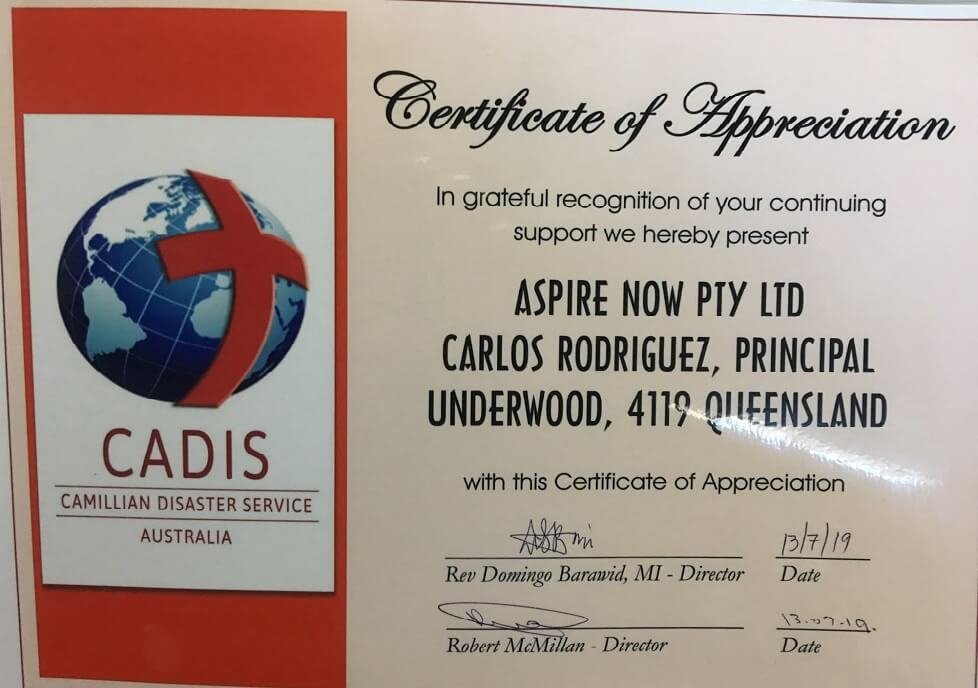 Certificate of Appreciation
In grateful recognition of your continuing
support we hereby present
ASPIRE NOW PTY LTD
CARLOS RODRIGUEZ, PRINCIPAL
UNDERWOOD, 4119 QUEENSLAND
with this Certificate of Appreciation
13/7/19
Rev Domingo Barawid, MI - Director Date
13-07-19.
Robert McMillan - Director Date
CADIS
CAMILLIAN DISASTER SERVICE
AUSTRALIA